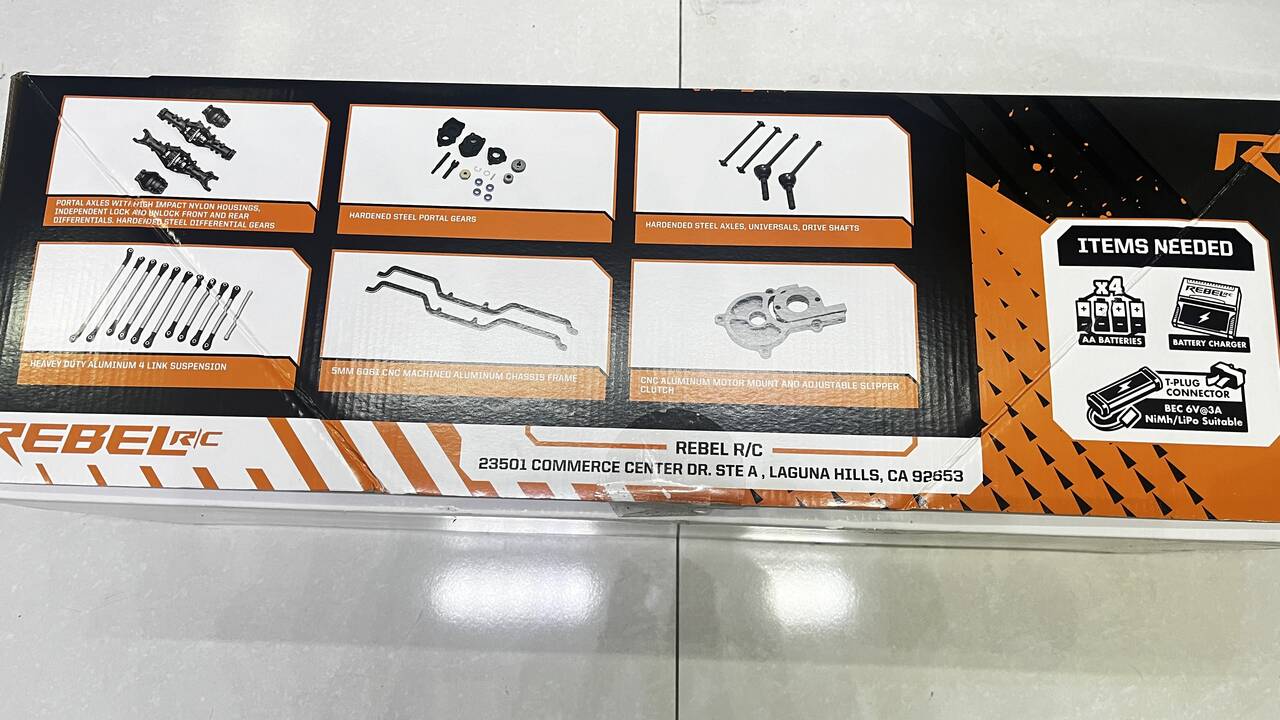 PORTAL AXLES WITH HIGH IMPACT NYLON HOUSINGS,
INDEPENDENT LOCK AND UNLOCK FRONT AND REAR
DIFFERENTIALS. HARDENED STEEL DIFFERENTIAL GEARS
HARDENED STEEL PORTAL GEARS
HARDENDED STEEL AXLES, UNIVERSALS, DRIVE SHAFTS
HEAVY DUTY ALUMINUM 4 LINK SUSPENSION
5MM 6061 CNC MACHINED ALUMINUM CHASSIS FRAME
CNC ALUMINUM MOTOR MOUNT AND ADJUSTABLE SLIPPER
CLUTCH
ITEMS NEEDED
X4
AA BATTERIES
REBEL R/C
BATTERY CHARGER
T-PLUG
CONNECTOR
BEC 6V@3A
NiMh/LiPo Suitable
REBEL R/C
REBEL R/C
23501 COMMERCE CENTER DR. STE A , LAGUNA HILLS, CA 92653